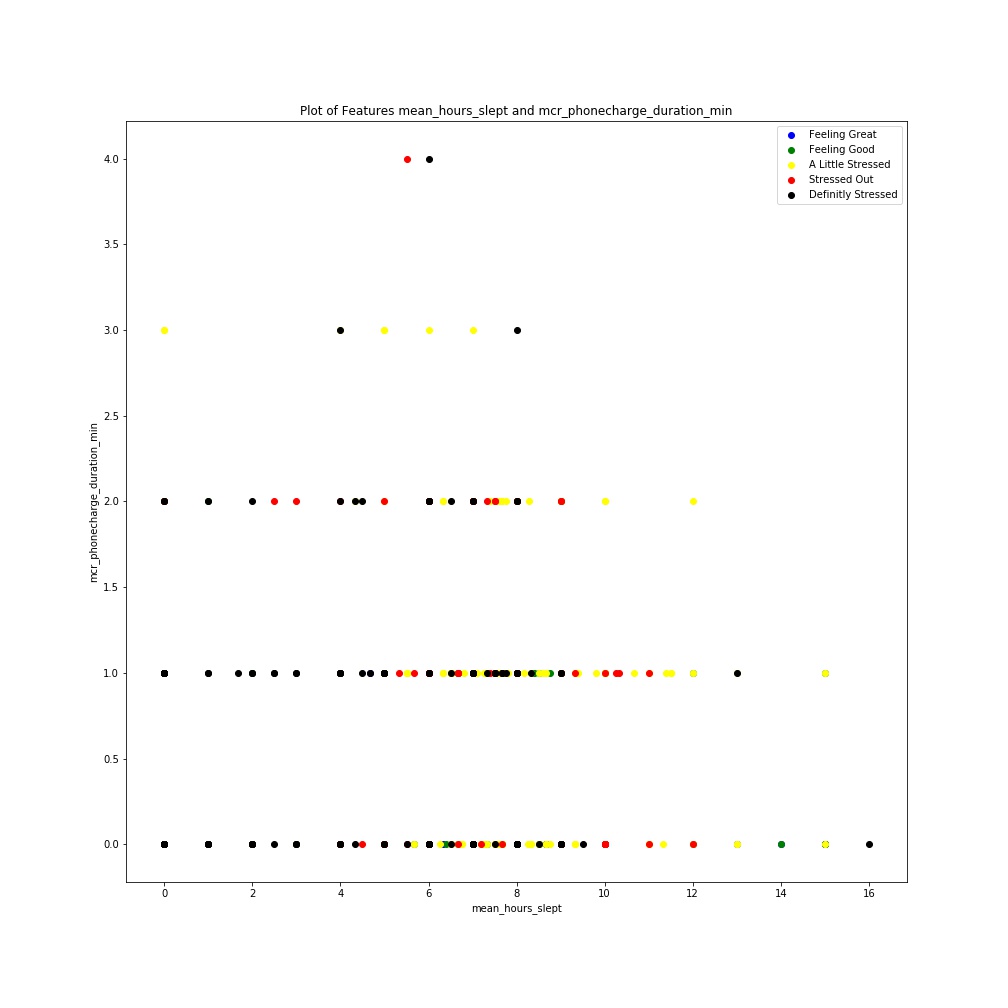 Plot of Features mean_hours_slept and mcr_phonecharge_duration_min
Feeling Great
Feeling Good
A Little Stressed
Stressed Out
Definitly Stressed
4.0
3.5
3.0
2.5
2.0
1.5
1.0
0.5
0.0
mcr_phonecharge_duration_min
0 2 4 6 8 10 12 14 16
mean_hours_slept